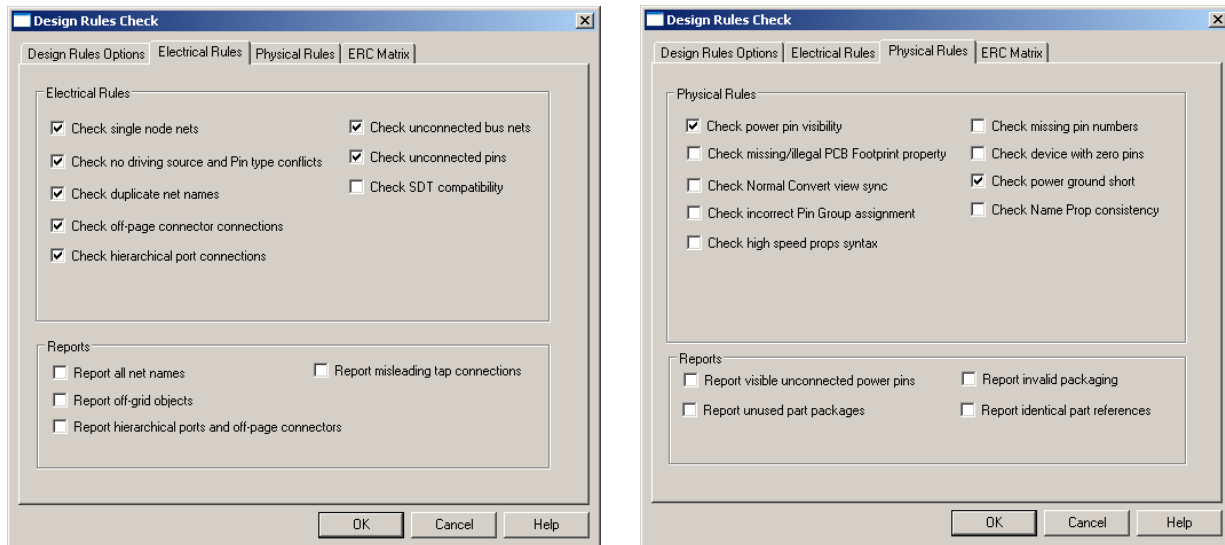 Design Rules Check
Design Rules Options Electrical Rules Physical Rules ERC Matrix
Electrical Rules
Check single node nets
Check unconnected bus nets
Check no driving source and Pin type conflicts
Check unconnected pins
Check duplicate net names
Check SDT compatibility
Check off-page connector connections
Check hierarchical port connections
Reports
Report all net names
Report misleading tap connections
Report off-grid objects
Report hierarchical ports and off-page connectors
OK Cancel Help
Design Rules Check
Design Rules Options Electrical Rules Physical Rules ERC Matrix
Physical Rules
Check power pin visibility
Check missing pin numbers
Check missing/illegal PCB Footprint property
Check device with zero pins
Check Normal Convert view sync
Check power ground short
Check incorrect Pin Group assignment
Check Name Prop consistency
Check high speed props syntax
Reports
Report visible unconnected power pins
Report invalid packaging
Report unused part packages
Report identical part references
OK Cancel Help